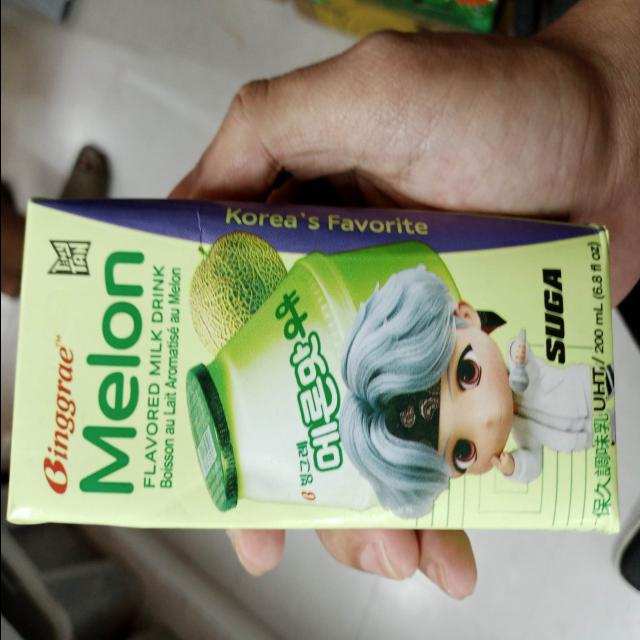 Korea's Favorite
TinyTAN
Binggrae™
Melon
FLAVORED MILK DRINK
Boisson au Lait Aromatisé au Melon
메론맛우유
빙그레
SUGA
保久調味乳
UHT / 200 mL (6.8 fl oz)